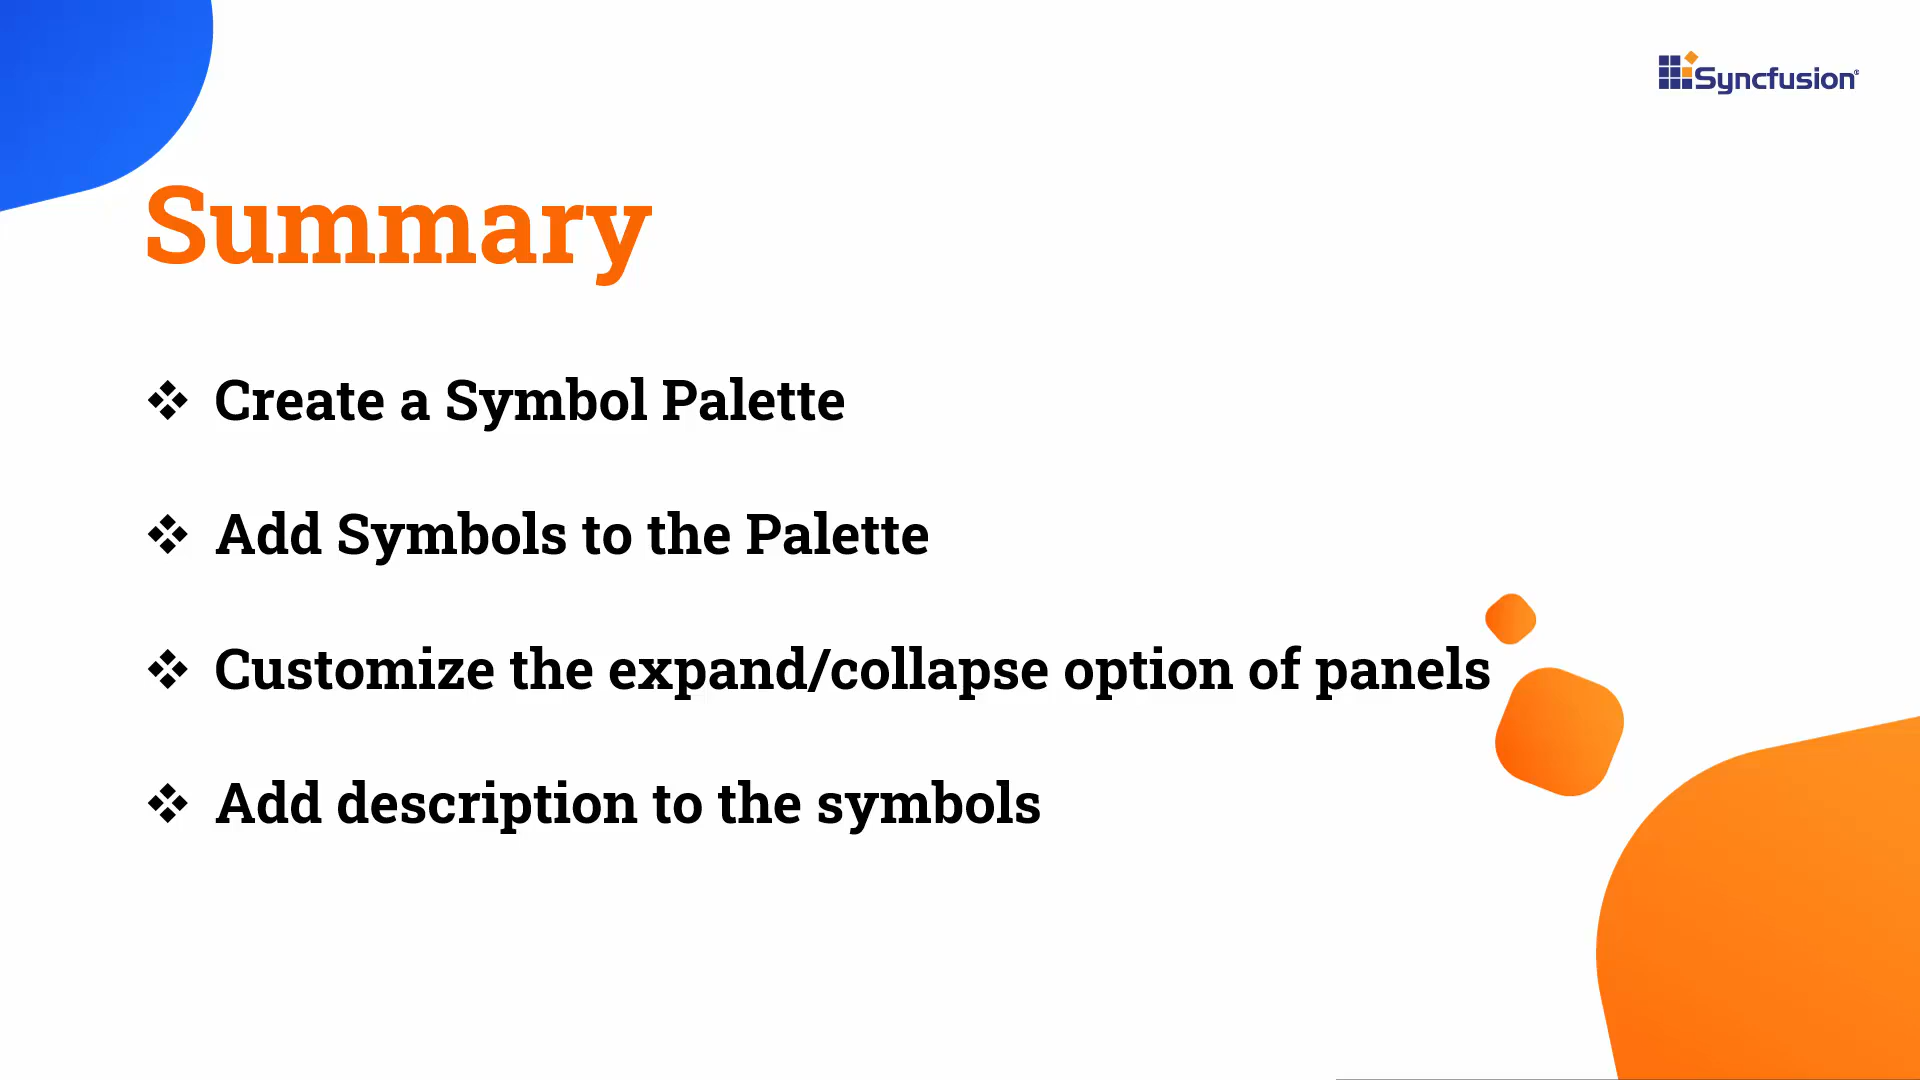 Syncfusion®
Summary
❖ Create a Symbol Palette
❖ Add Symbols to the Palette
❖ Customize the expand/collapse option of panels
❖ Add description to the symbols